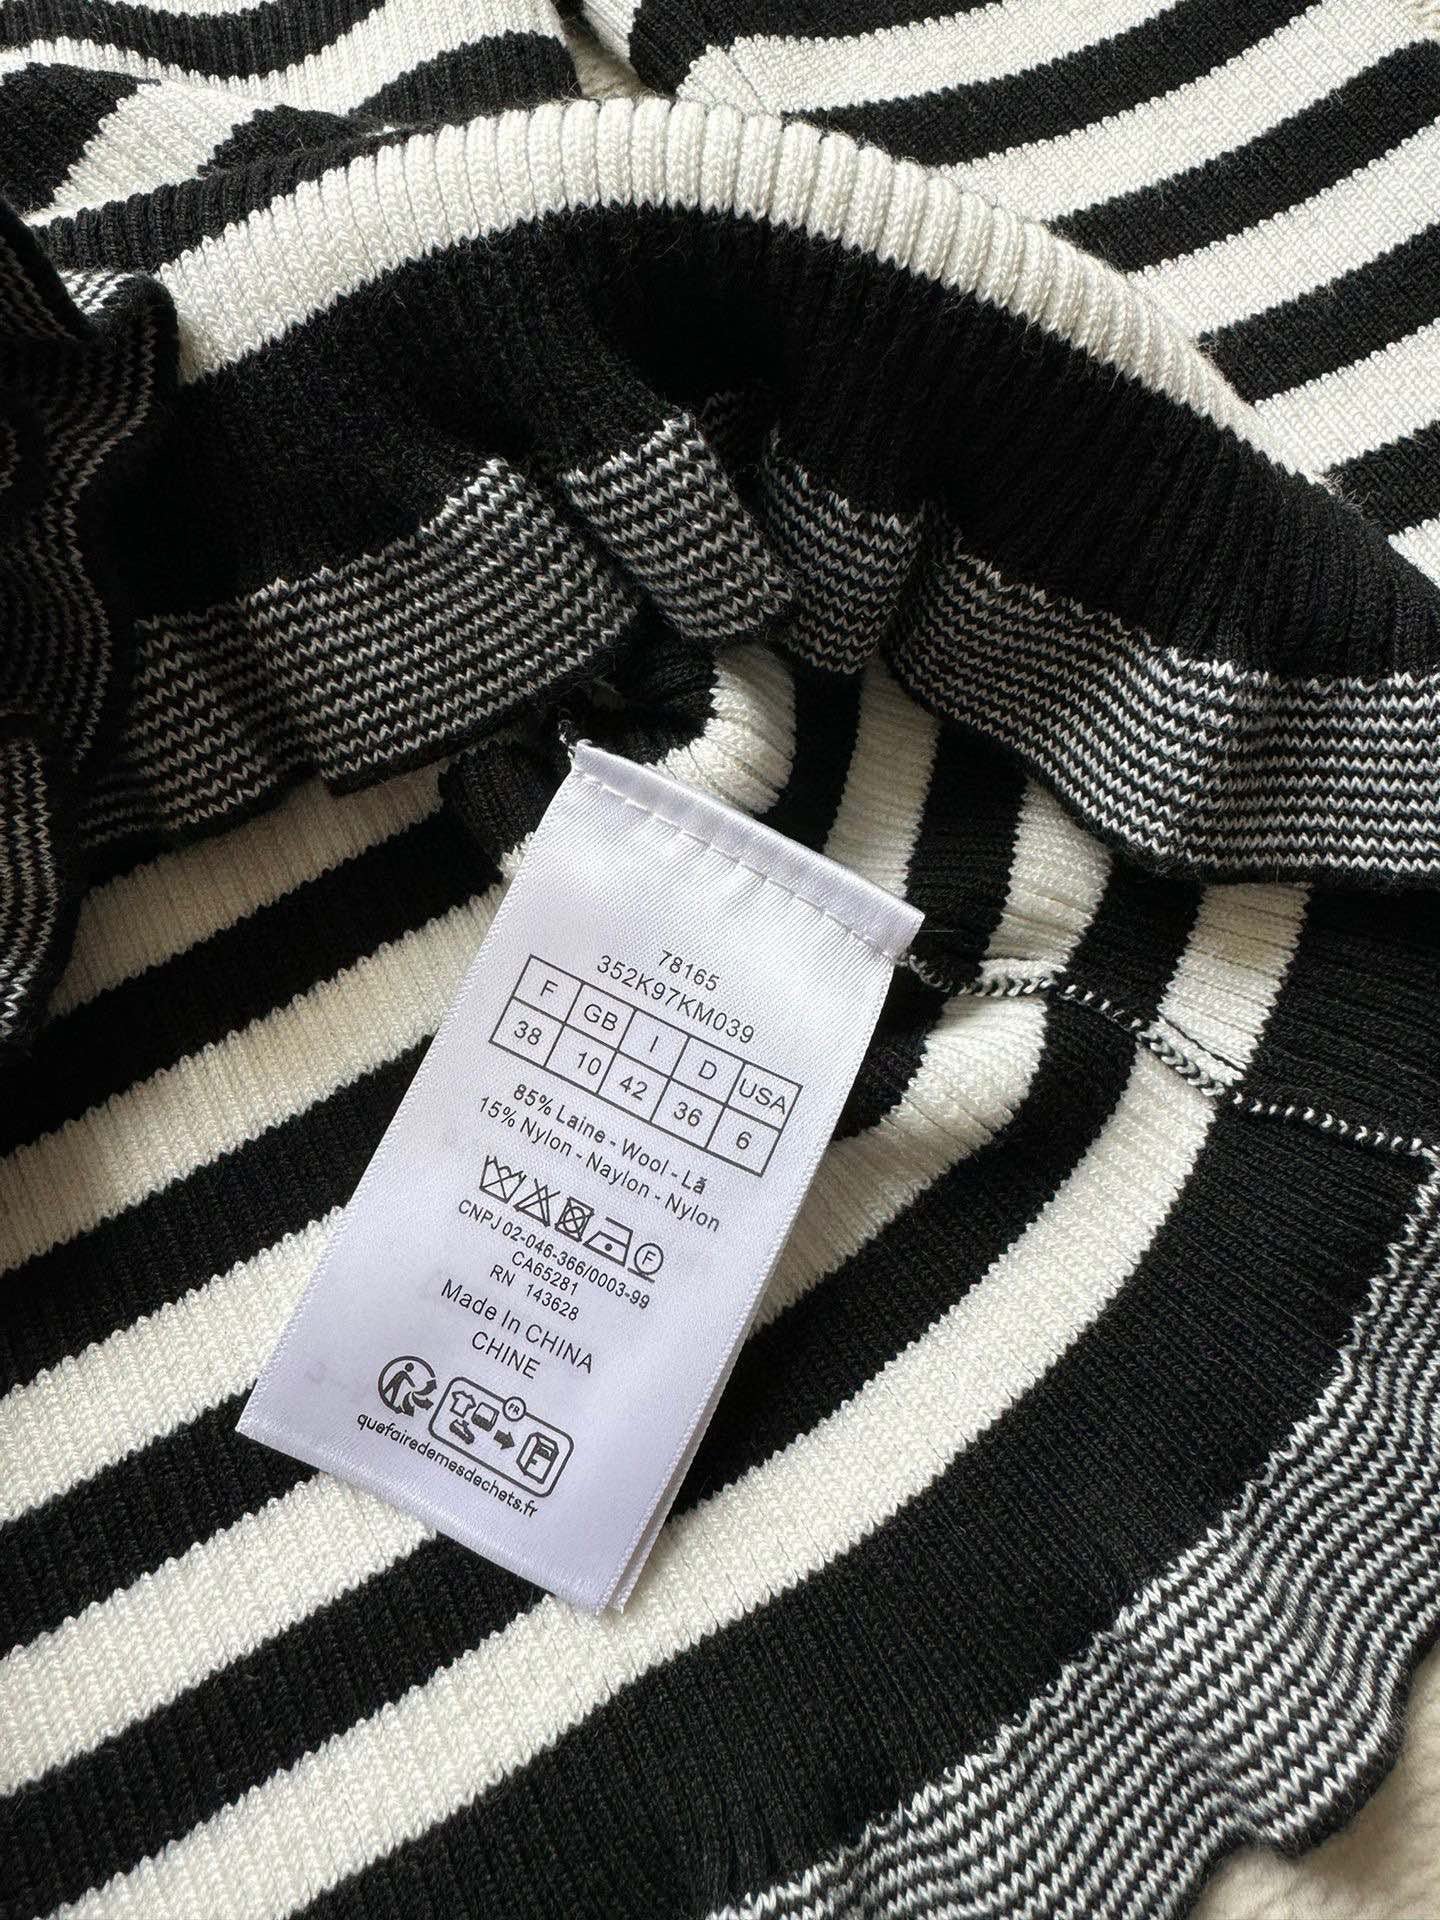 78165
352K97KM039
F GB I D USA
38 10 42 36 6
85% Laine - Wool - Lã
15% Nylon - Naylon - Nylon
F
CNPJ 02-046-366/0003-99
CA65281
RN 143628
Made In CHINA
CHINE
FR
quefairedemesdechets.fr